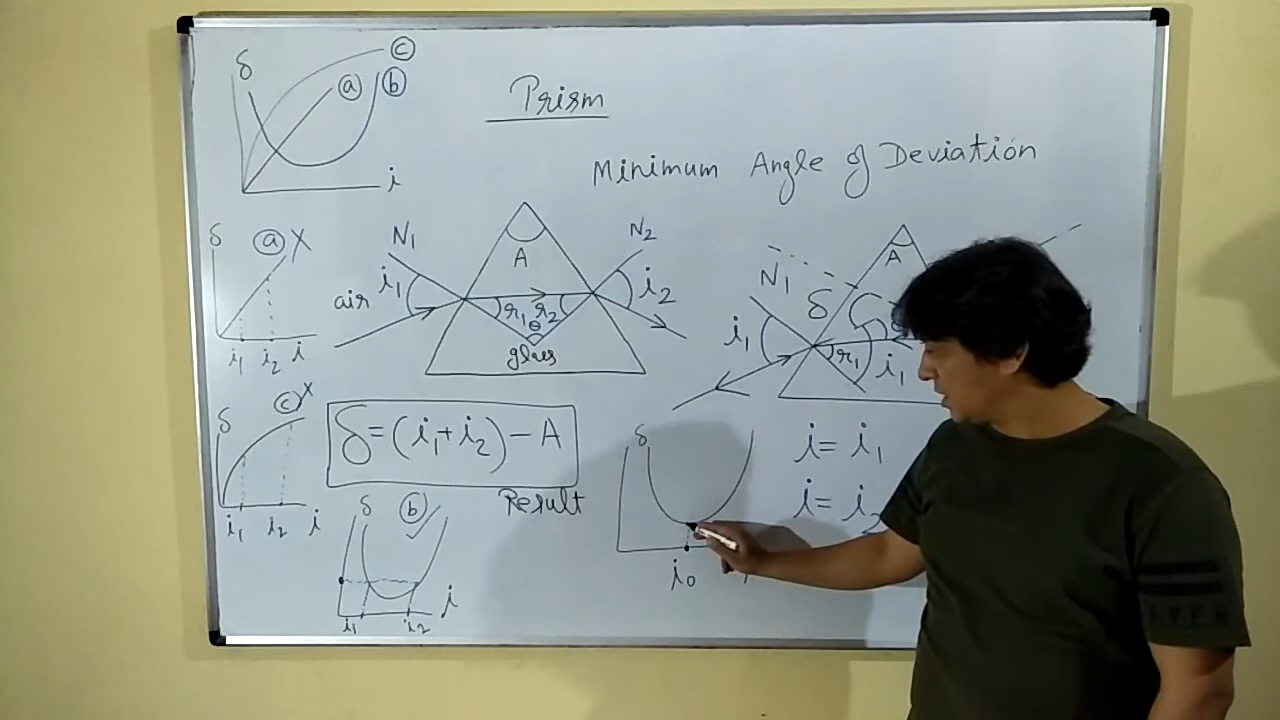 δ
ⓒ
ⓐ
ⓑ
i
Prism
Minimum Angle of Deviation
δ
ⓐ X
i₁ i₂ i
N₁
N₂
A
i₁
i₂
air
r₁ r₂
θ
glass
A
N₁
δ
i₁
r₁
i₁
ⓒ X
δ
i₁ i₂ i
δ=(i₁+i₂)-A
Result
δ
ⓑ ✓
i
i₁ i₂
δ
i₀
i= i₁
i= i₂